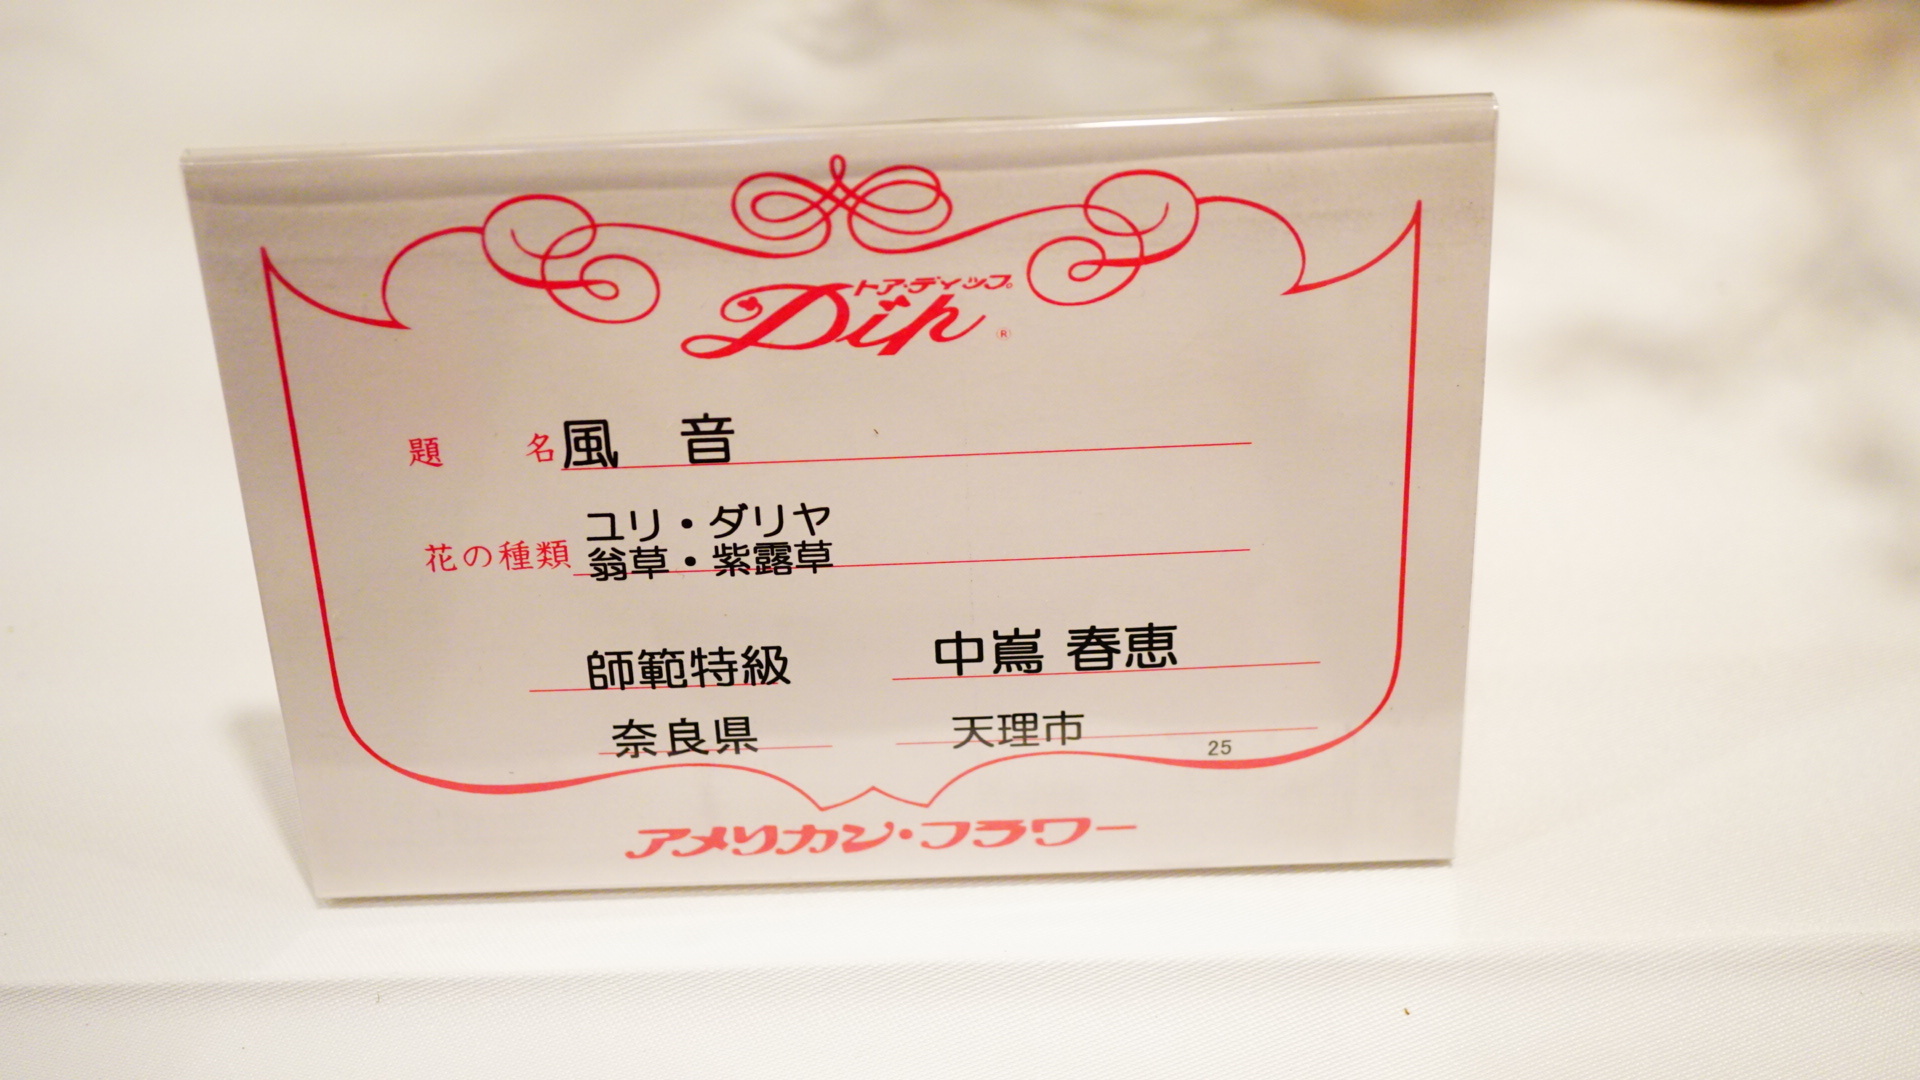 トア・ディップ
Dip ®
題 名 風 音
ユリ・ダリヤ
花の種類 翁草・紫露草
師範特級 中嶌 春恵
奈良県 天理市 25
アメリカン・フラワー